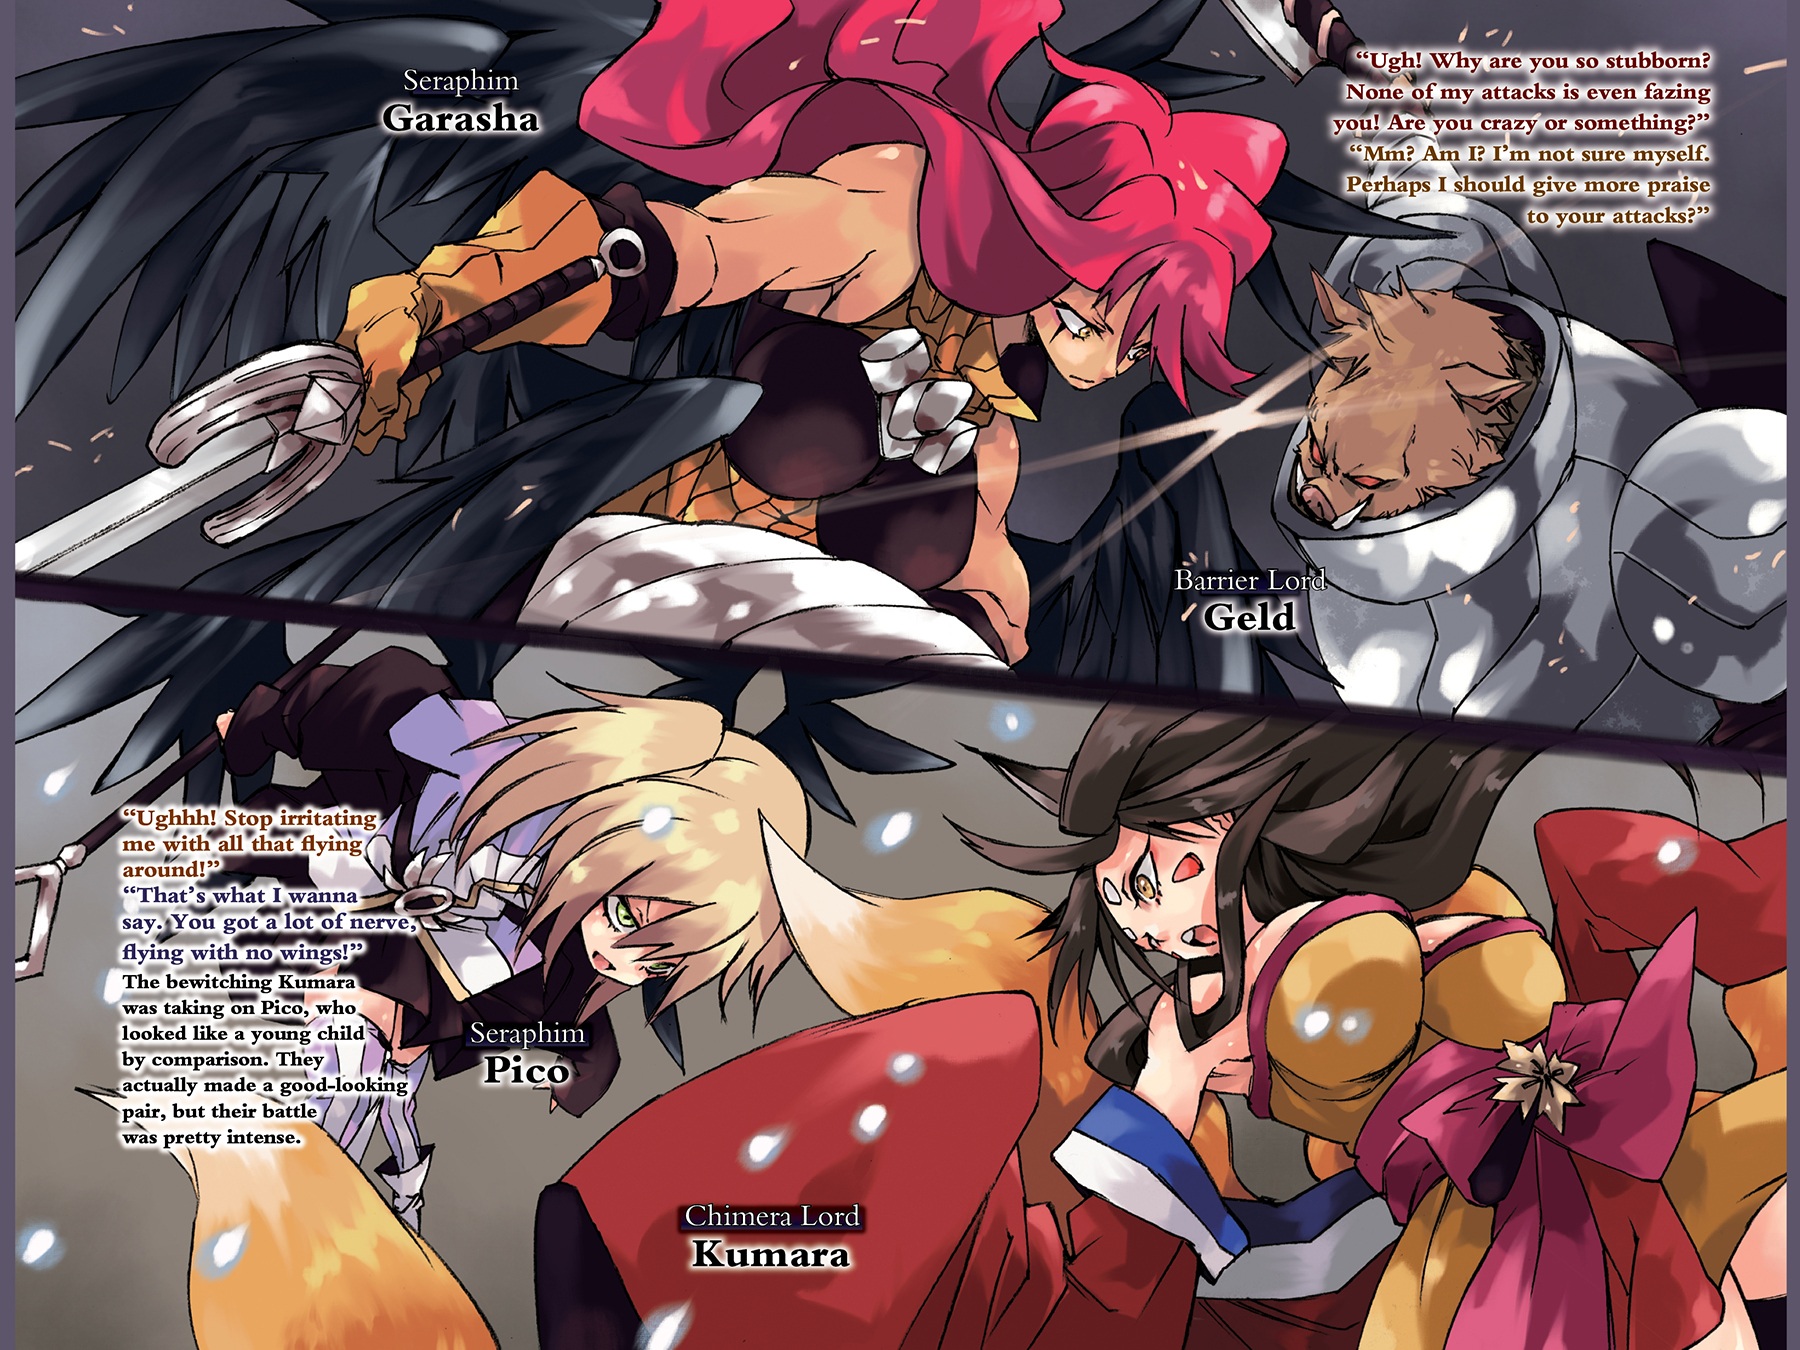 Seraphim
Garasha
“Ugh! Why are you so stubborn?
None of my attacks is even fazing
you! Are you crazy or something?”
“Mm? Am I? I’m not sure myself.
Perhaps I should give more praise
to your attacks?”
Barrier Lord
Geld
“Ughhh! Stop irritating
me with all that flying
around!”
“That’s what I wanna
say. You got a lot of nerve,
flying with no wings!”
The bewitching Kumara
was taking on Pico, who
looked like a young child
by comparison. They
actually made a good-looking
pair, but their battle
was pretty intense.
Seraphim
Pico
Chimera Lord
Kumara